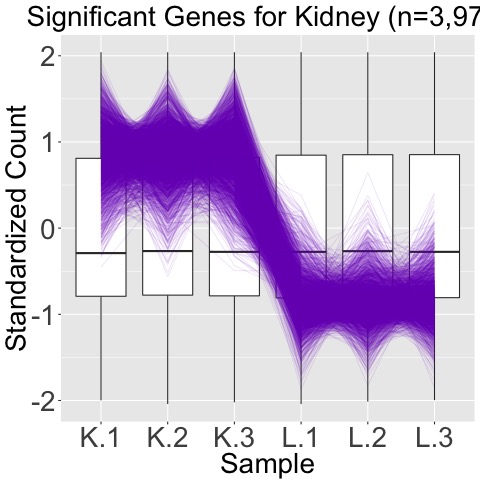 Significant Genes for Kidney (n=3,97
Standardized Count
2
1
0
-1
-2
K.1 K.2 K.3 L.1 L.2 L.3
Sample